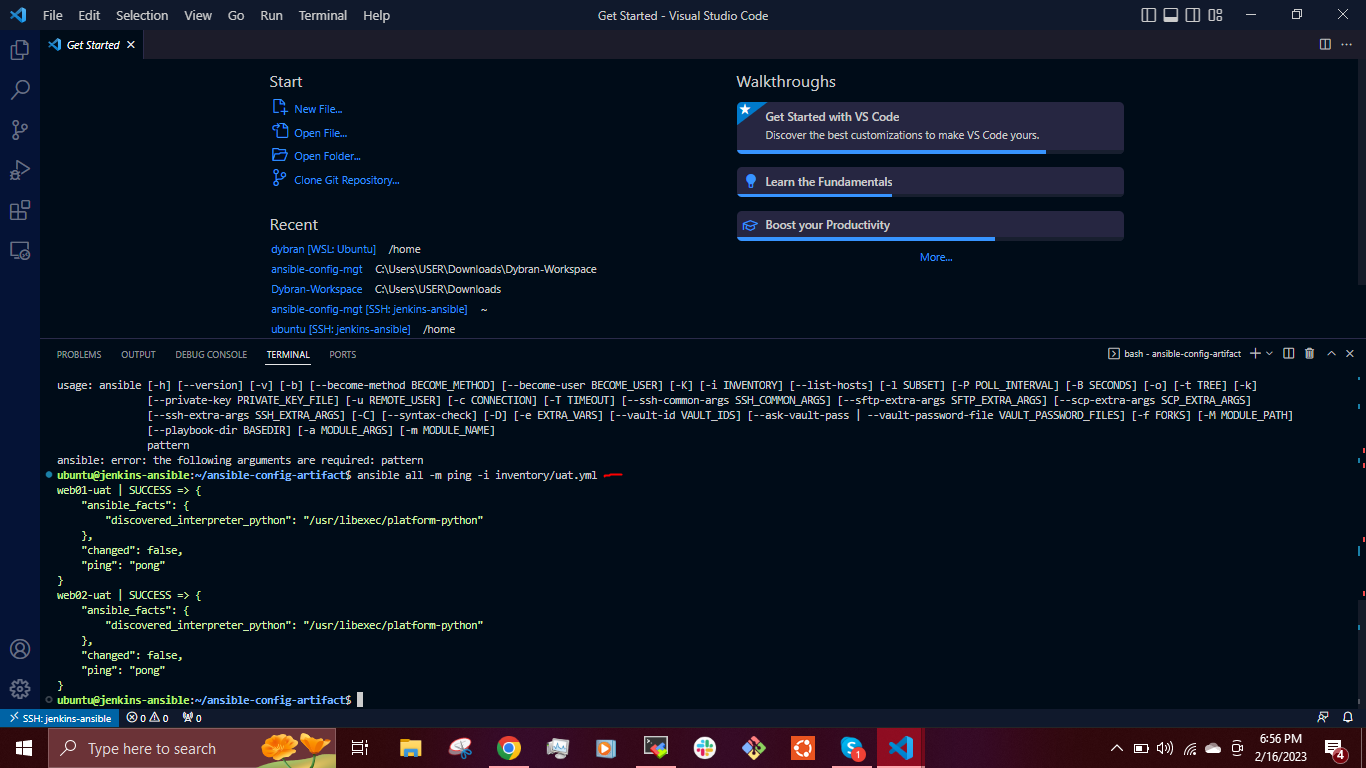 File Edit Selection View Go Run Terminal Help Get Started - Visual Studio Code
Get Started
Start
New File...
Open File...
Open Folder...
Clone Git Repository...
Recent
dybran [WSL: Ubuntu] /home
ansible-config-mgt C:\Users\USER\Downloads\Dybran-Workspace
Dybran-Workspace C:\Users\USER\Downloads
ansible-config-mgt [SSH: jenkins-ansible] ~
ubuntu [SSH: jenkins-ansible] /home
Walkthroughs
Get Started with VS Code
Discover the best customizations to make VS Code yours.
Learn the Fundamentals
Boost your Productivity
More...
PROBLEMS OUTPUT DEBUG CONSOLE TERMINAL PORTS bash - ansible-config-artifact
usage: ansible [-h] [--version] [-v] [-b] [--become-method BECOME_METHOD] [--become-user BECOME_USER] [-K] [-i INVENTORY] [--list-hosts] [-l SUBSET] [-P POLL_INTERVAL] [-B SECONDS] [-o] [-t TREE] [-k]
[--private-key PRIVATE_KEY_FILE] [-u REMOTE_USER] [-c CONNECTION] [-T TIMEOUT] [--ssh-common-args SSH_COMMON_ARGS] [--sftp-extra-args SFTP_EXTRA_ARGS] [--scp-extra-args SCP_EXTRA_ARGS]
[--ssh-extra-args SSH_EXTRA_ARGS] [-C] [--syntax-check] [-D] [-e EXTRA_VARS] [--vault-id VAULT_IDS] [--ask-vault-pass | --vault-password-file VAULT_PASSWORD_FILES] [-f FORKS] [-M MODULE_PATH]
[--playbook-dir BASEDIR] [-a MODULE_ARGS] [-m MODULE_NAME]
pattern
ansible: error: the following arguments are required: pattern
ubuntu@jenkins-ansible:~/ansible-config-artifact$ ansible all -m ping -i inventory/uat.yml
web01-uat | SUCCESS => {
"ansible_facts": {
"discovered_interpreter_python": "/usr/libexec/platform-python"
},
"changed": false,
"ping": "pong"
}
web02-uat | SUCCESS => {
"ansible_facts": {
"discovered_interpreter_python": "/usr/libexec/platform-python"
},
"changed": false,
"ping": "pong"
}
ubuntu@jenkins-ansible:~/ansible-config-artifact$
SSH: jenkins-ansible 0 0 0
Type here to search
1
6:56 PM
2/16/2023
4